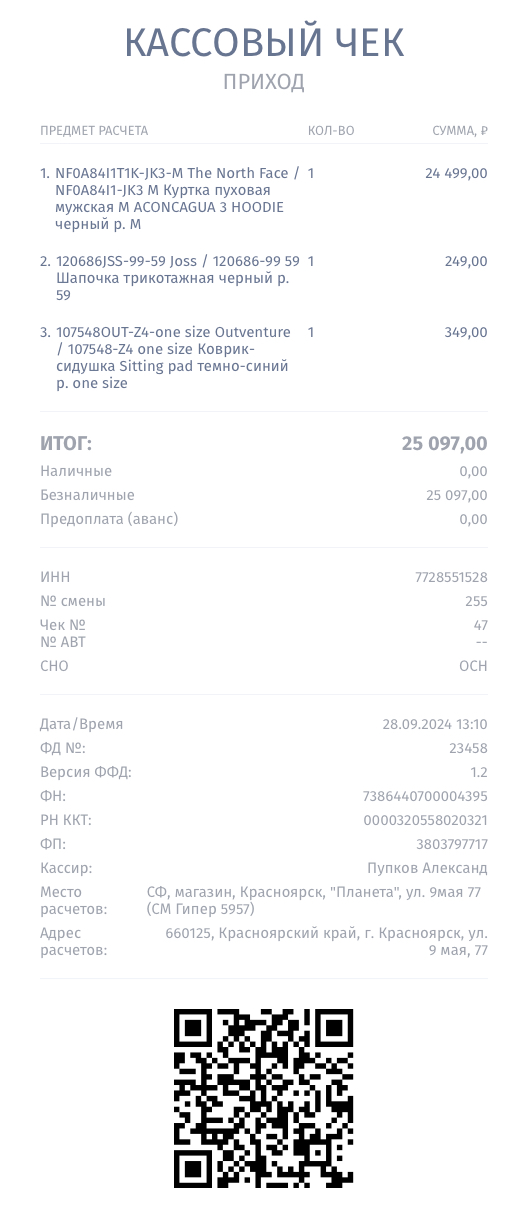 КАССОВЫЙ ЧЕК
ПРИХОД
ПРЕДМЕТ РАСЧЕТА КОЛ-ВО СУММА, ₽
1. NF0A84I1T1K-JK3-M The North Face / 1 24 499,00
NF0A84I1-JK3 M Куртка пуховая
мужская M ACONCAGUA 3 HOODIE
черный р. M
2. 120686JSS-99-59 Joss / 120686-99 59 1 249,00
Шапочка трикотажная черный р.
59
3. 107548OUT-Z4-one size Outventure 1 349,00
/ 107548-Z4 one size Коврик-
сидушка Sitting pad темно-синий
р. one size
ИТОГ: 25 097,00
Наличные 0,00
Безналичные 25 097,00
Предоплата (аванс) 0,00
ИНН 7728551528
№ смены 255
Чек № 47
№ АВТ --
СНО ОСН
Дата/Время 28.09.2024 13:10
ФД №: 23458
Версия ФФД: 1.2
ФН: 7386440700004395
РН ККТ: 0000320558020321
ФП: 3803797717
Кассир: Пупков Александ
Место СФ, магазин, Красноярск, "Планета", ул. 9мая 77
расчетов: (СМ Гипер 5957)
Адрес 660125, Красноярский край, г. Красноярск, ул.
расчетов: 9 мая, 77